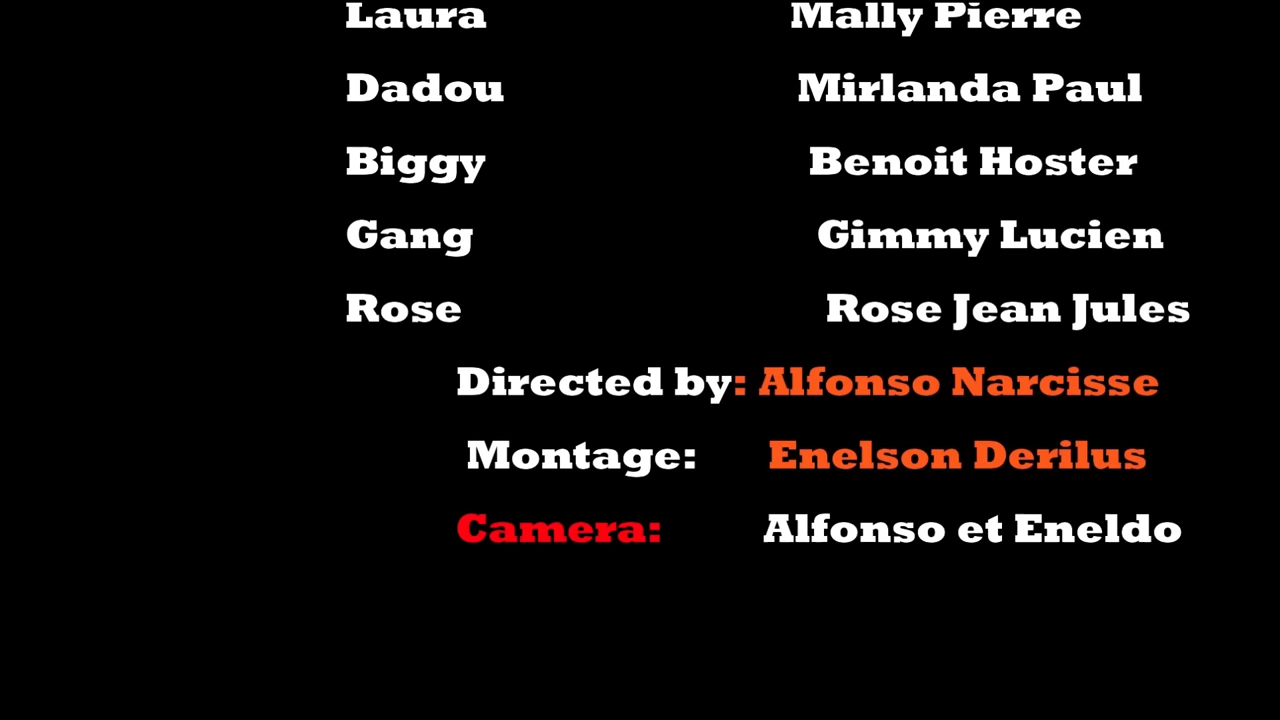 Laura Mally Pierre
Dadou Mirlanda Paul
Biggy Benoit Hoster
Gang Gimmy Lucien
Rose Rose Jean Jules
Directed by: Alfonso Narcisse
Montage: Enelson Derilus
Camera: Alfonso et Eneldo